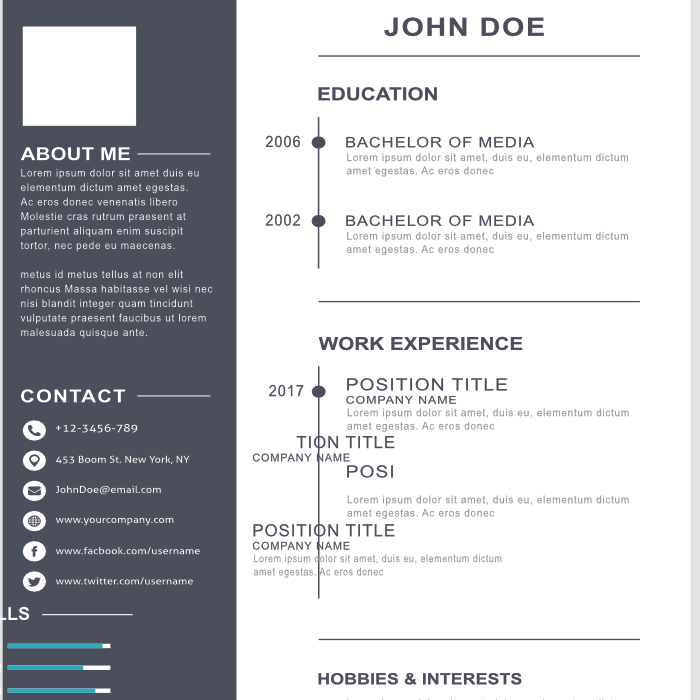 JOHN DOE
ABOUT ME
Lorem ipsum dolor sit amet duis eu
elementum dictum amet egestas.
Ac eros donec venenatis libero
Molestie cras rutrum praesent at
parturient aliquam enim suscipit
tortor, nec pede eu maecenas.
metus id metus tellus at non elit
rhoncus Massa habitasse vel wisi nec
nisi blandit integer quam tincidunt
vulputate praesent faucibus ut lorem
malesuada quisque ante.
CONTACT
+12-3456-789
453 Boom St. New York, NY
JohnDoe@email.com
www.yourcompany.com
www.facbook.com/username
www.twitter.com/username
LLS
EDUCATION
2006 BACHELOR OF MEDIA
Lorem ipsum dolor sit amet, duis eu, elementum dictum
amet egestas. Ac eros donec
2002 BACHELOR OF MEDIA
Lorem ipsum dolor sit amet, duis eu, elementum dictum
amet egestas. Ac eros donec
WORK EXPERIENCE
2017 POSITION TITLE
COMPANY NAME
Lorem ipsum dolor sit amet, duis eu, elementum dictum
amet egestas. Ac eros donec
TION TITLE
COMPANY NAME
POSI
Lorem ipsum dolor sit amet, duis eu, elementum dictum
amet egestas. Ac eros donec
POSITION TITLE
COMPANY NAME
Lorem ipsum dolor sit amet, duis eu, elementum dictum
amet egestas. Ac eros donec
HOBBIES & INTERESTS